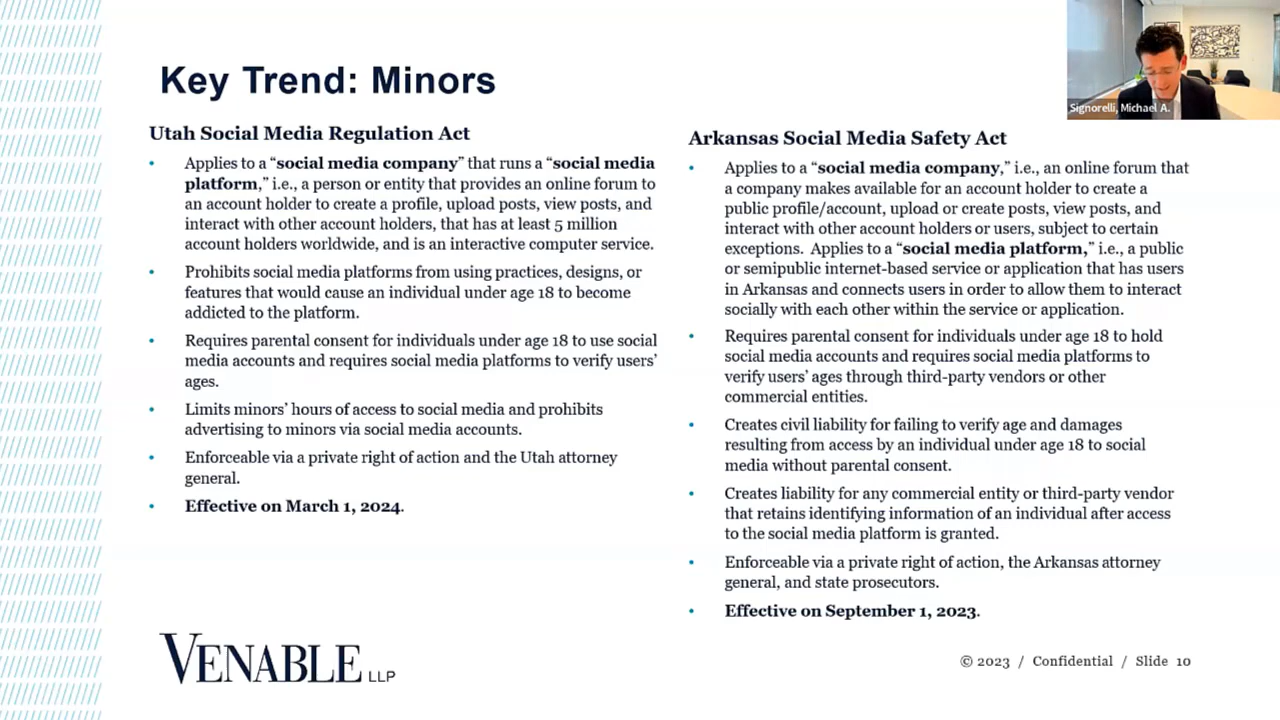 Key Trend: Minors
Signorelli, Michael A.
Utah Social Media Regulation Act
• Applies to a “social media company” that runs a “social media
platform,” i.e., a person or entity that provides an online forum to
an account holder to create a profile, upload posts, view posts, and
interact with other account holders, that has at least 5 million
account holders worldwide, and is an interactive computer service.
• Prohibits social media platforms from using practices, designs, or
features that would cause an individual under age 18 to become
addicted to the platform.
• Requires parental consent for individuals under age 18 to use social
media accounts and requires social media platforms to verify users’
ages.
• Limits minors’ hours of access to social media and prohibits
advertising to minors via social media accounts.
• Enforceable via a private right of action and the Utah attorney
general.
• Effective on March 1, 2024.
Arkansas Social Media Safety Act
• Applies to a “social media company,” i.e., an online forum that
a company makes available for an account holder to create a
public profile/account, upload or create posts, view posts, and
interact with other account holders or users, subject to certain
exceptions. Applies to a “social media platform,” i.e., a public
or semipublic internet-based service or application that has users
in Arkansas and connects users in order to allow them to interact
socially with each other within the service or application.
• Requires parental consent for individuals under age 18 to hold
social media accounts and requires social media platforms to
verify users’ ages through third-party vendors or other
commercial entities.
• Creates civil liability for failing to verify age and damages
resulting from access by an individual under age 18 to social
media without parental consent.
• Creates liability for any commercial entity or third-party vendor
that retains identifying information of an individual after access
to the social media platform is granted.
• Enforceable via a private right of action, the Arkansas attorney
general, and state prosecutors.
• Effective on September 1, 2023.
VENABLE LLP
© 2023 / Confidential / Slide 10